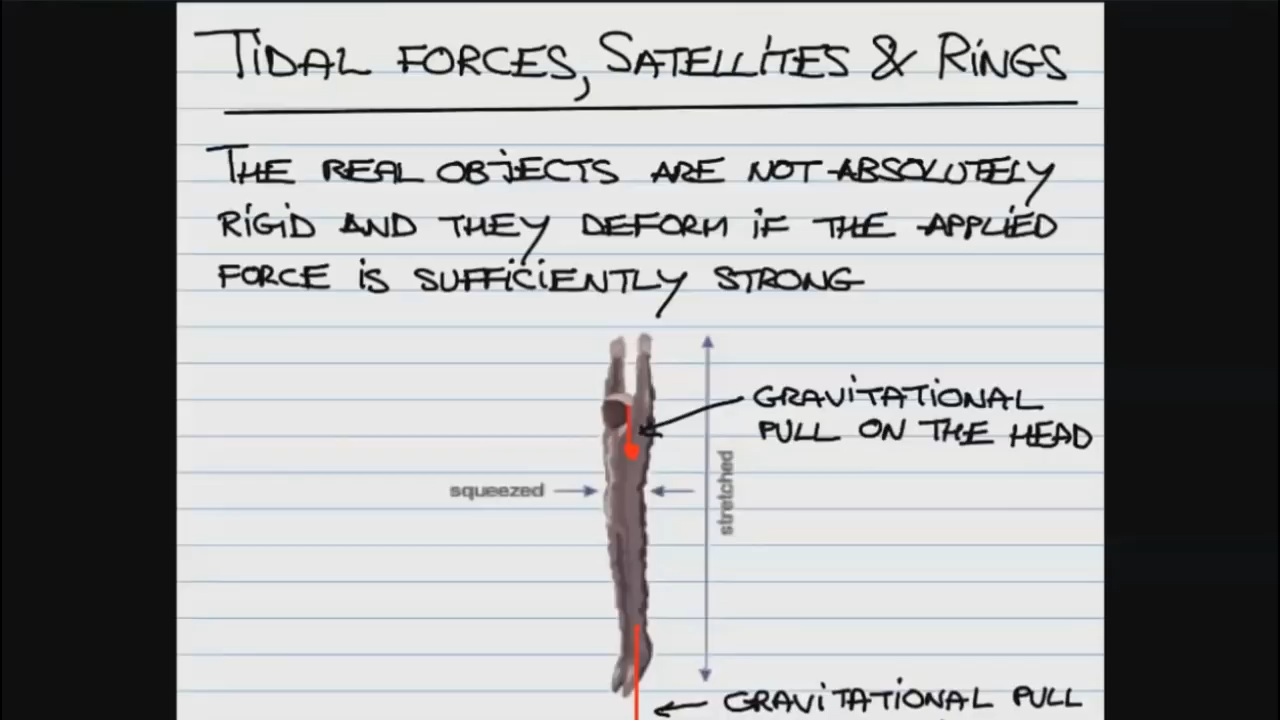 TIDAL FORCES, SATELLITES & RINGS
THE REAL OBJECTS ARE NOT ABSOLUTELY
RIGID AND THEY DEFORM IF THE APPLIED
FORCE IS SUFFICIENTLY STRONG
GRAVITATIONAL
PULL ON THE HEAD
squeezed
stretched
GRAVITATIONAL PULL